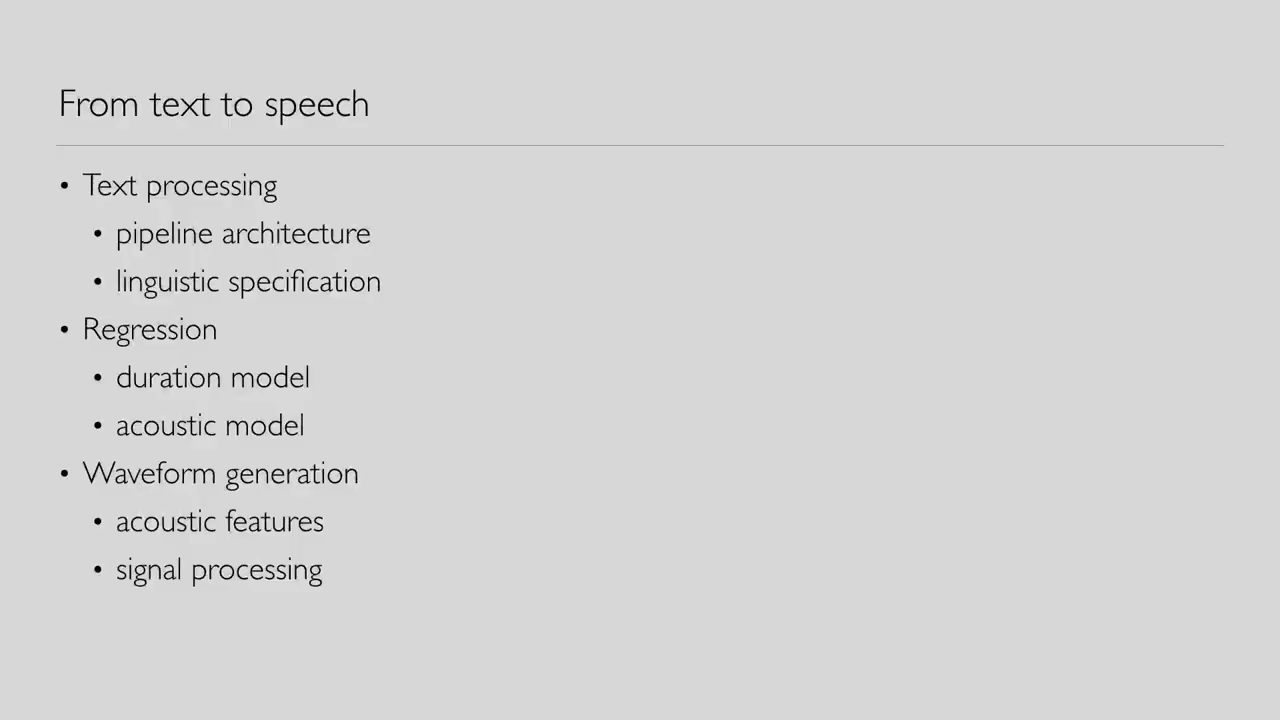 From text to speech
• Text processing
• pipeline architecture
• linguistic specification
• Regression
• duration model
• acoustic model
• Waveform generation
• acoustic features
• signal processing